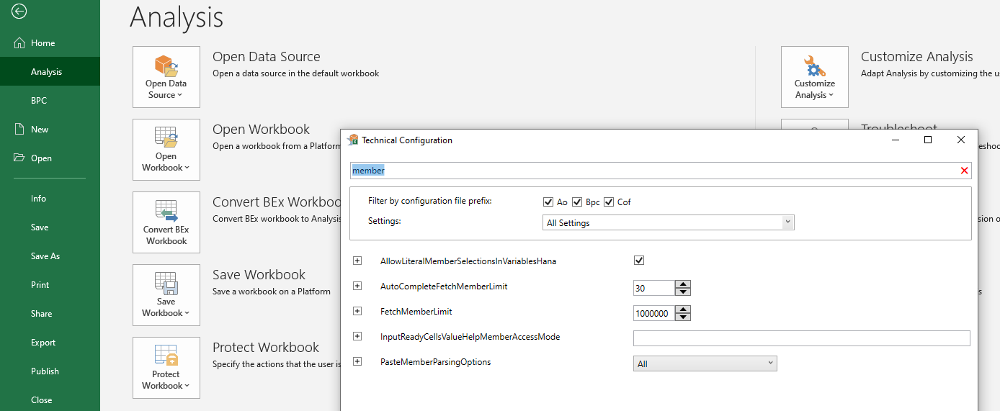 Analysis
Home
Analysis
BPC
New
Open
Info
Save
Save As
Print
Share
Export
Publish
Close
Open Data
Source
Open Data Source
Open a data source in the default workbook
Open
Workbook
Open Workbook
Open a workbook from a Platform
Convert BEx
Workbook
Convert BEx Workboo
Convert BEx workbook to Analysis
Save
Workbook
Save Workbook
Save a workbook on a Platform
Protect
Workbook
Protect Workbook
Specify the actions that the user is
Customize
Analysis
Customize Analysis
Adapt Analysis by customizing the us
Troubleshoot
eshoo
sion o
s
Technical Configuration
member
Filter by configuration file prefix:
Ao Bpc Cof
Settings:
All Settings
AllowLiteralMemberSelectionsInVariablesHana
AutoCompleteFetchMemberLimit
30
FetchMemberLimit
1000000
InputReadyCellsValueHelpMemberAccessMode
PasteMemberParsingOptions
All